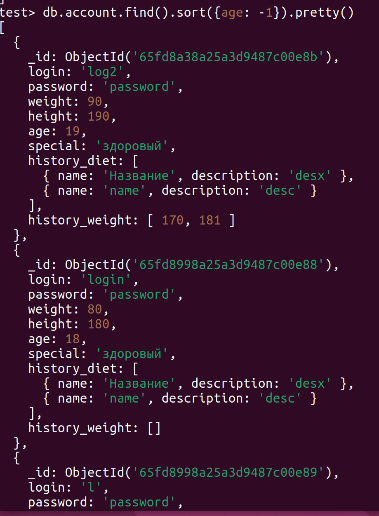 test> db.account.find().sort({age: -1}).pretty()
[
  {
    _id: ObjectId('65fd8a38a25a3d9487c00e8b'),
    login: 'log2',
    password: 'password',
    weight: 90,
    height: 190,
    age: 19,
    special: 'здоровый',
    history_diet: [
      { name: 'Название', description: 'desx' },
      { name: 'name', description: 'desc' }
    ],
    history_weight: [ 170, 181 ]
  },
  {
    _id: ObjectId('65fd8998a25a3d9487c00e88'),
    login: 'login',
    password: 'password',
    weight: 80,
    height: 180,
    age: 18,
    special: 'здоровый',
    history_diet: [
      { name: 'Название', description: 'desx' },
      { name: 'name', description: 'desc' }
    ],
    history_weight: []
  },
  {
    _id: ObjectId('65fd8999a25a3d9487c00e89'),
    login: 'l',
    password: 'password',